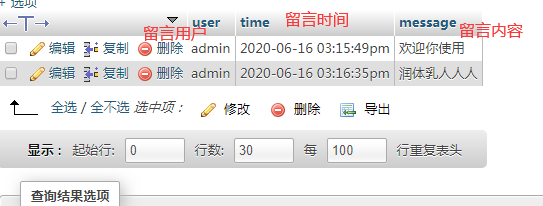 + 选项
user time message
留言用户 留言时间 留言内容
编辑 复制 删除 admin 2020-06-16 03:15:49pm 欢迎你使用
编辑 复制 删除 admin 2020-06-16 03:16:35pm 润体乳人人人
全选 / 全不选 选中项： 修改 删除 导出
显示： 起始行: 0 行数: 30 每 100 行重复表头
查询结果选项